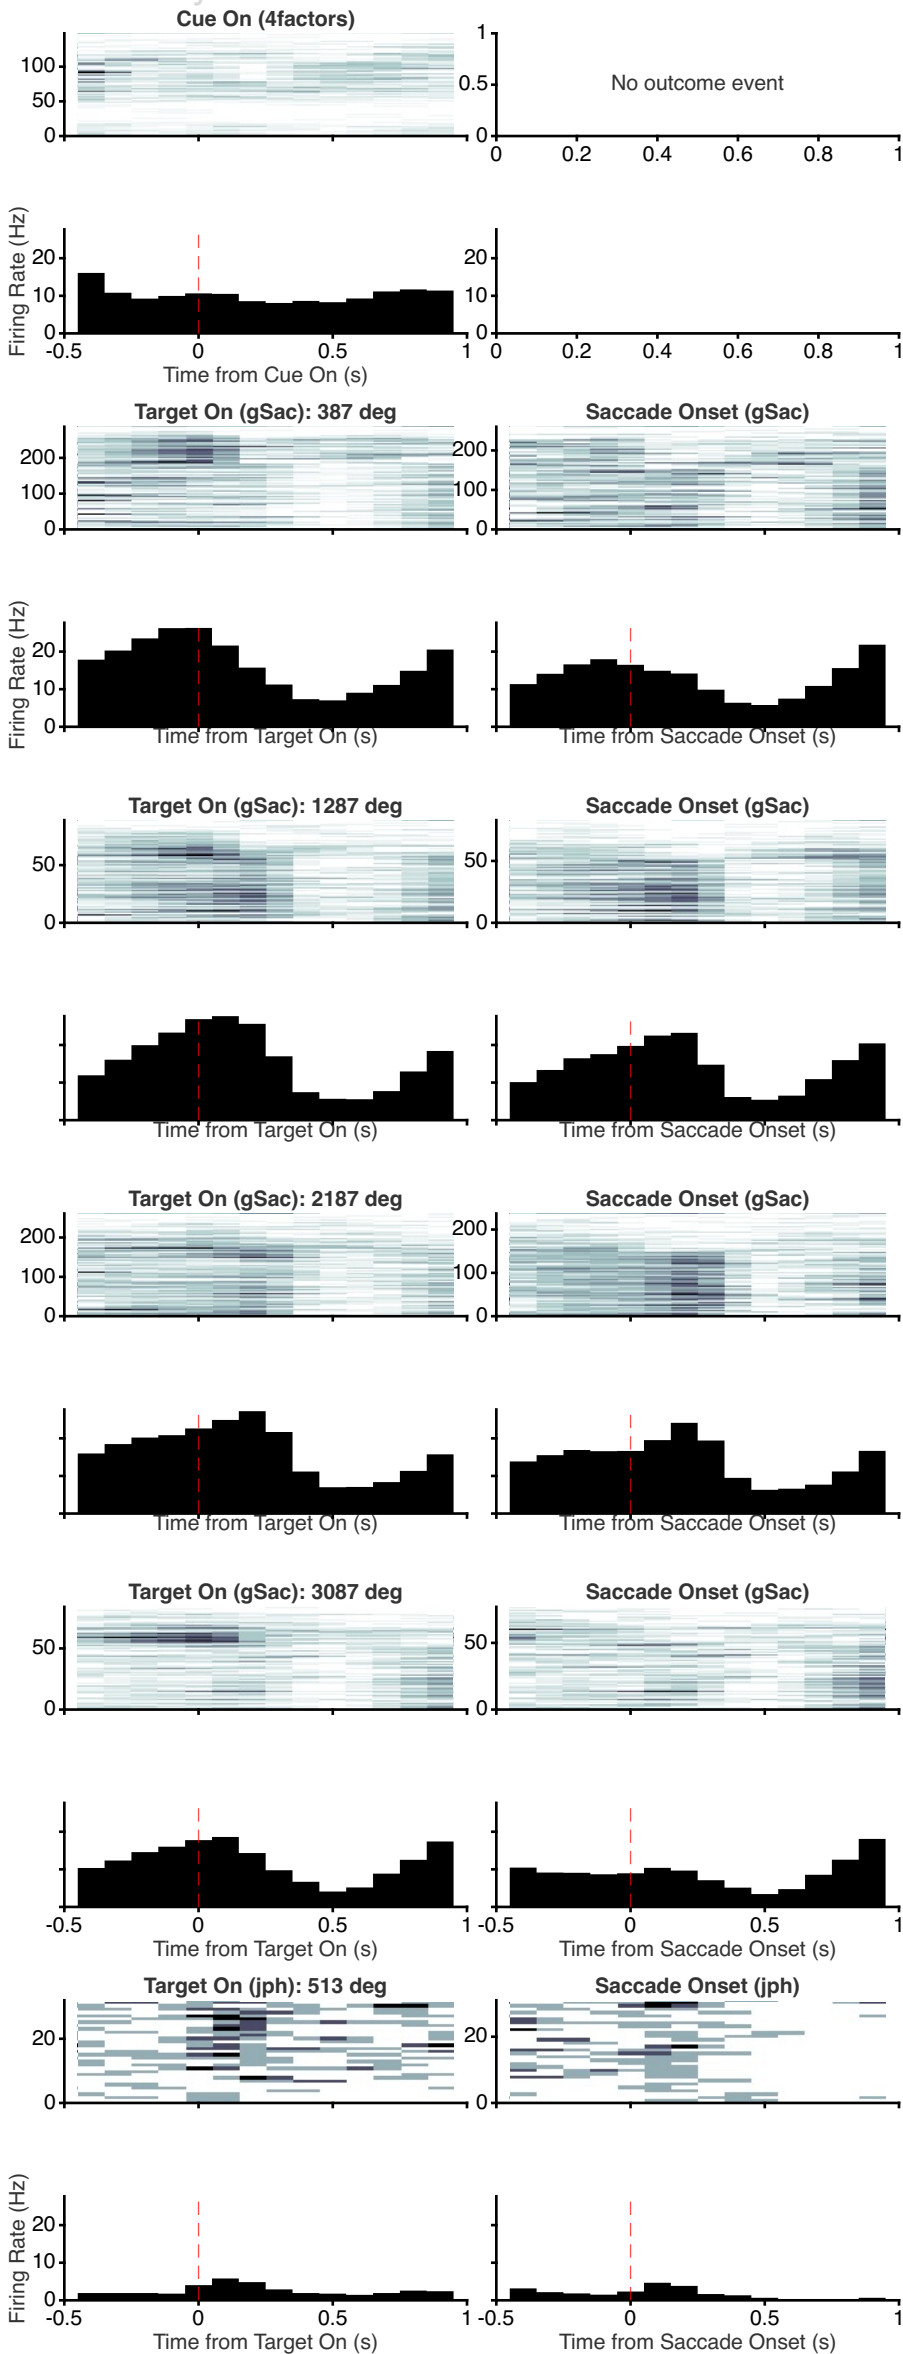 Cue On (4factors)
100
50
0
1
0.5
0
No outcome event
0 0.2 0.4 0.6 0.8 1
Firing Rate (Hz)
20
10
0
-0.5 0 0.5 1
Time from Cue On (s)
20
10
0
0 0.2 0.4 0.6 0.8 1
Target On (gSac): 387 deg
200
100
0
Saccade Onset (gSac)
200
100
0
Firing Rate (Hz)
20
10
0
Time from Target On (s)
Time from Saccade Onset (s)
Target On (gSac): 1287 deg
50
0
Saccade Onset (gSac)
50
0
Time from Target On (s)
Time from Saccade Onset (s)
Target On (gSac): 2187 deg
200
100
0
Saccade Onset (gSac)
200
100
0
Time from Target On (s)
Time from Saccade Onset (s)
Target On (gSac): 3087 deg
50
0
Saccade Onset (gSac)
50
0
-0.5 0 0.5 1
Time from Target On (s)
-0.5 0 0.5 1
Time from Saccade Onset (s)
Target On (jph): 513 deg
20
0
Saccade Onset (jph)
20
0
Firing Rate (Hz)
20
10
0
-0.5 0 0.5 1
Time from Target On (s)
-0.5 0 0.5 1
Time from Saccade Onset (s)